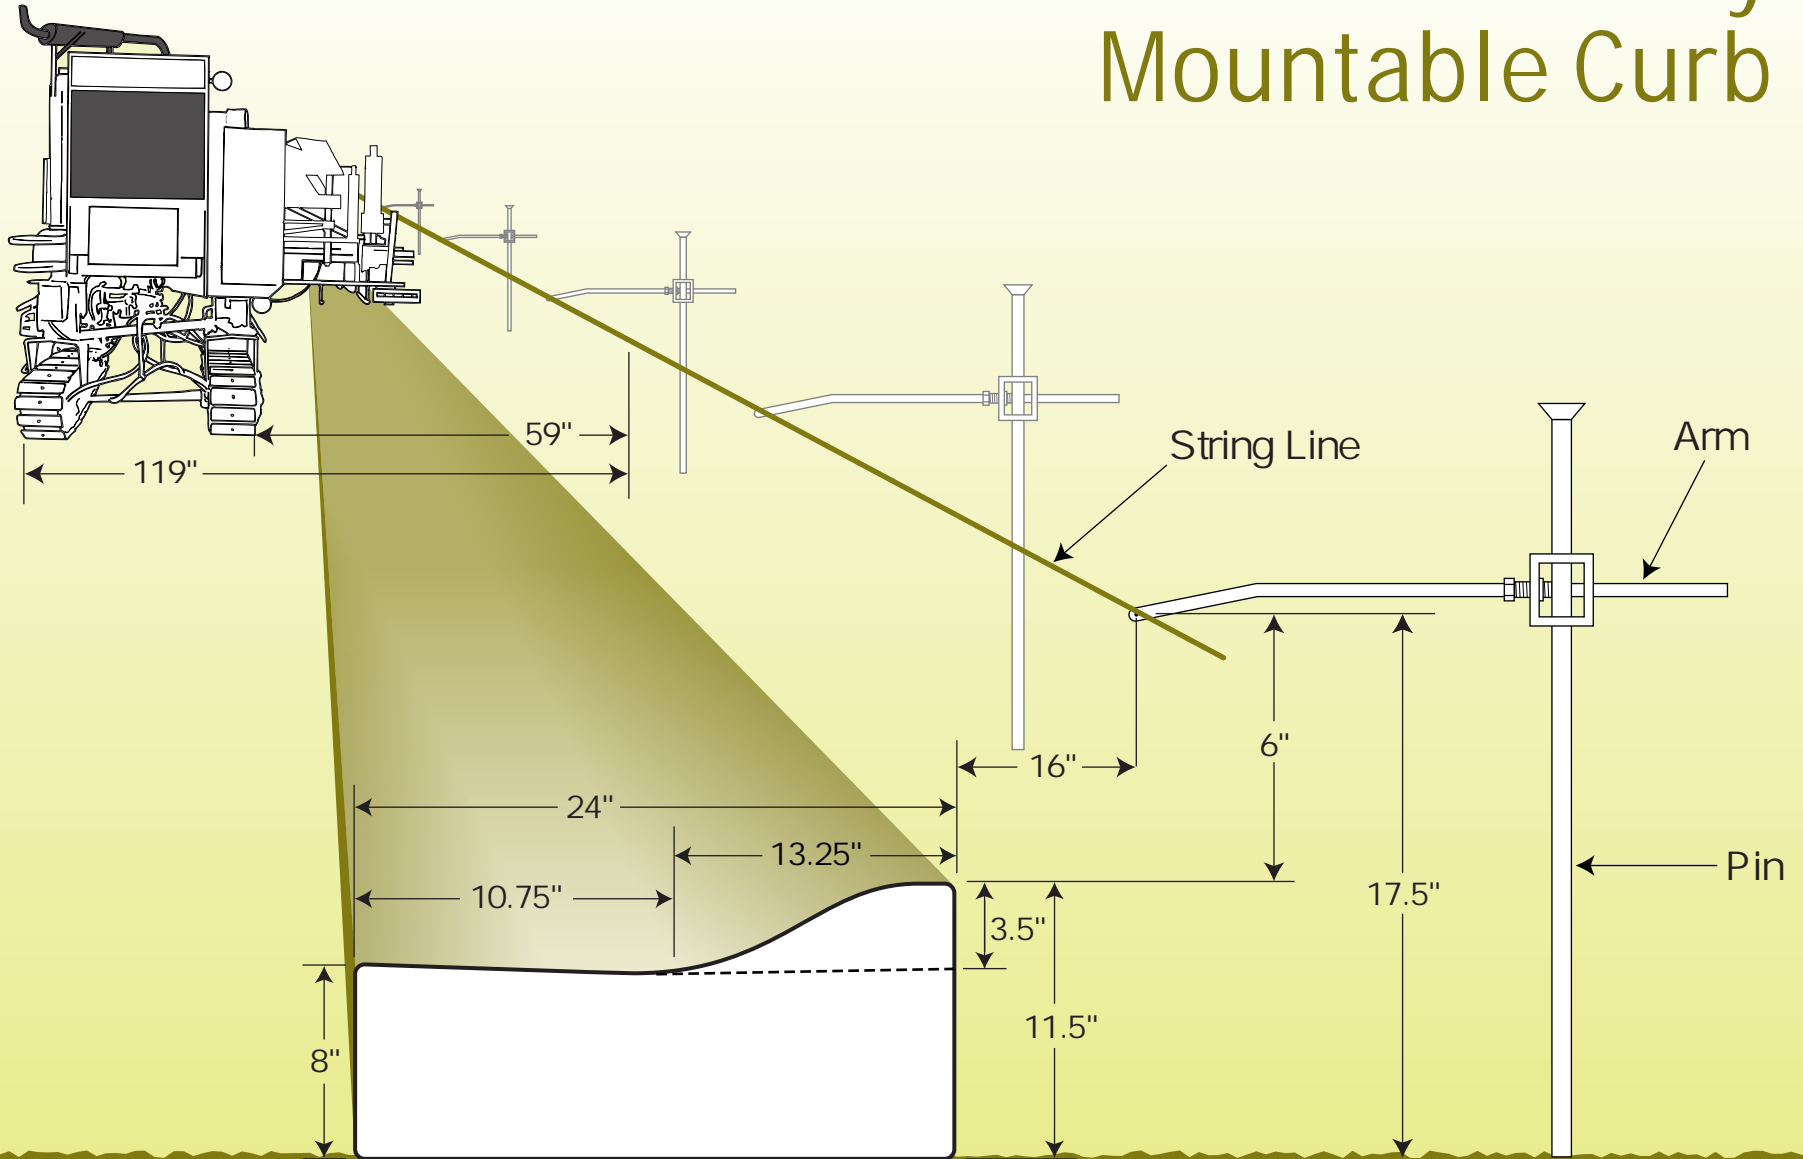 Mountable Curb
String Line
Arm
59"
119"
16"
6"
24"
13.25"
10.75"
17.5"
Pin
3.5"
11.5"
8"